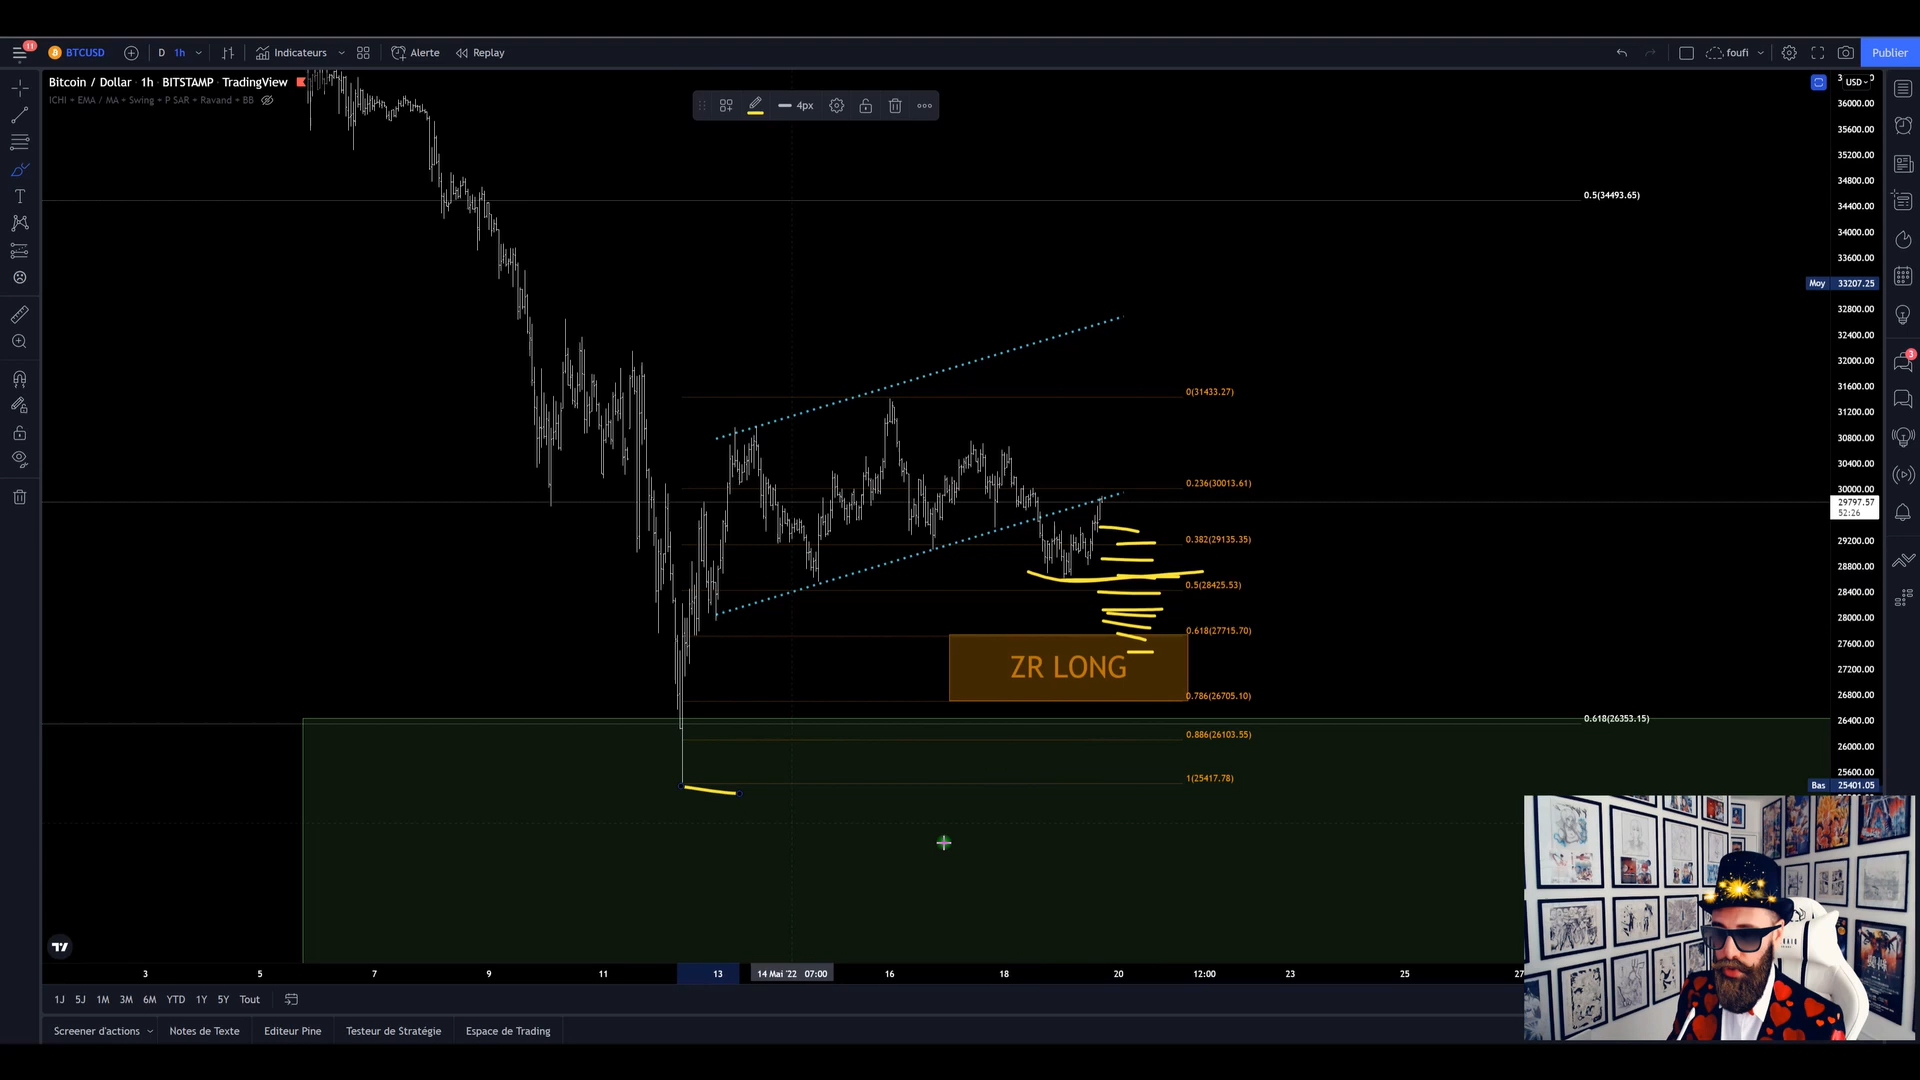 11
BTCUSD
D 1h
Indicateurs
Alerte
Replay
foufi
Publier
Bitcoin / Dollar · 1h · BITSTAMP · TradingView
ICHI + EMA / MA + Swing + P SAR + Ravand + BB
4px
USD
36000.00
35600.00
35200.00
34800.00
0.5(34493.65)
34400.00
34000.00
33600.00
Moy 33207.25
32800.00
32400.00
32000.00
31600.00
0(31433.27)
31200.00
30800.00
30400.00
0.236(30013.61)
30000.00
29797.57
52:26
0.382(29135.35)
29200.00
28800.00
0.5(28425.53)
28400.00
28000.00
0.618(27715.70)
27600.00
ZR LONG
27200.00
0.786(26705.10)
26800.00
0.618(26353.15)
26400.00
0.886(26103.55)
26000.00
1(25417.78)
25600.00
Bas 25401.05
3
3 5 7 9 11 13 14 Mai '22 07:00 16 18 20 12:00 23 25 27
1J 5J 1M 3M 6M YTD 1Y 5Y Tout
Screener d'actions
Notes de Texte
Editeur Pine
Testeur de Stratégie
Espace de Trading